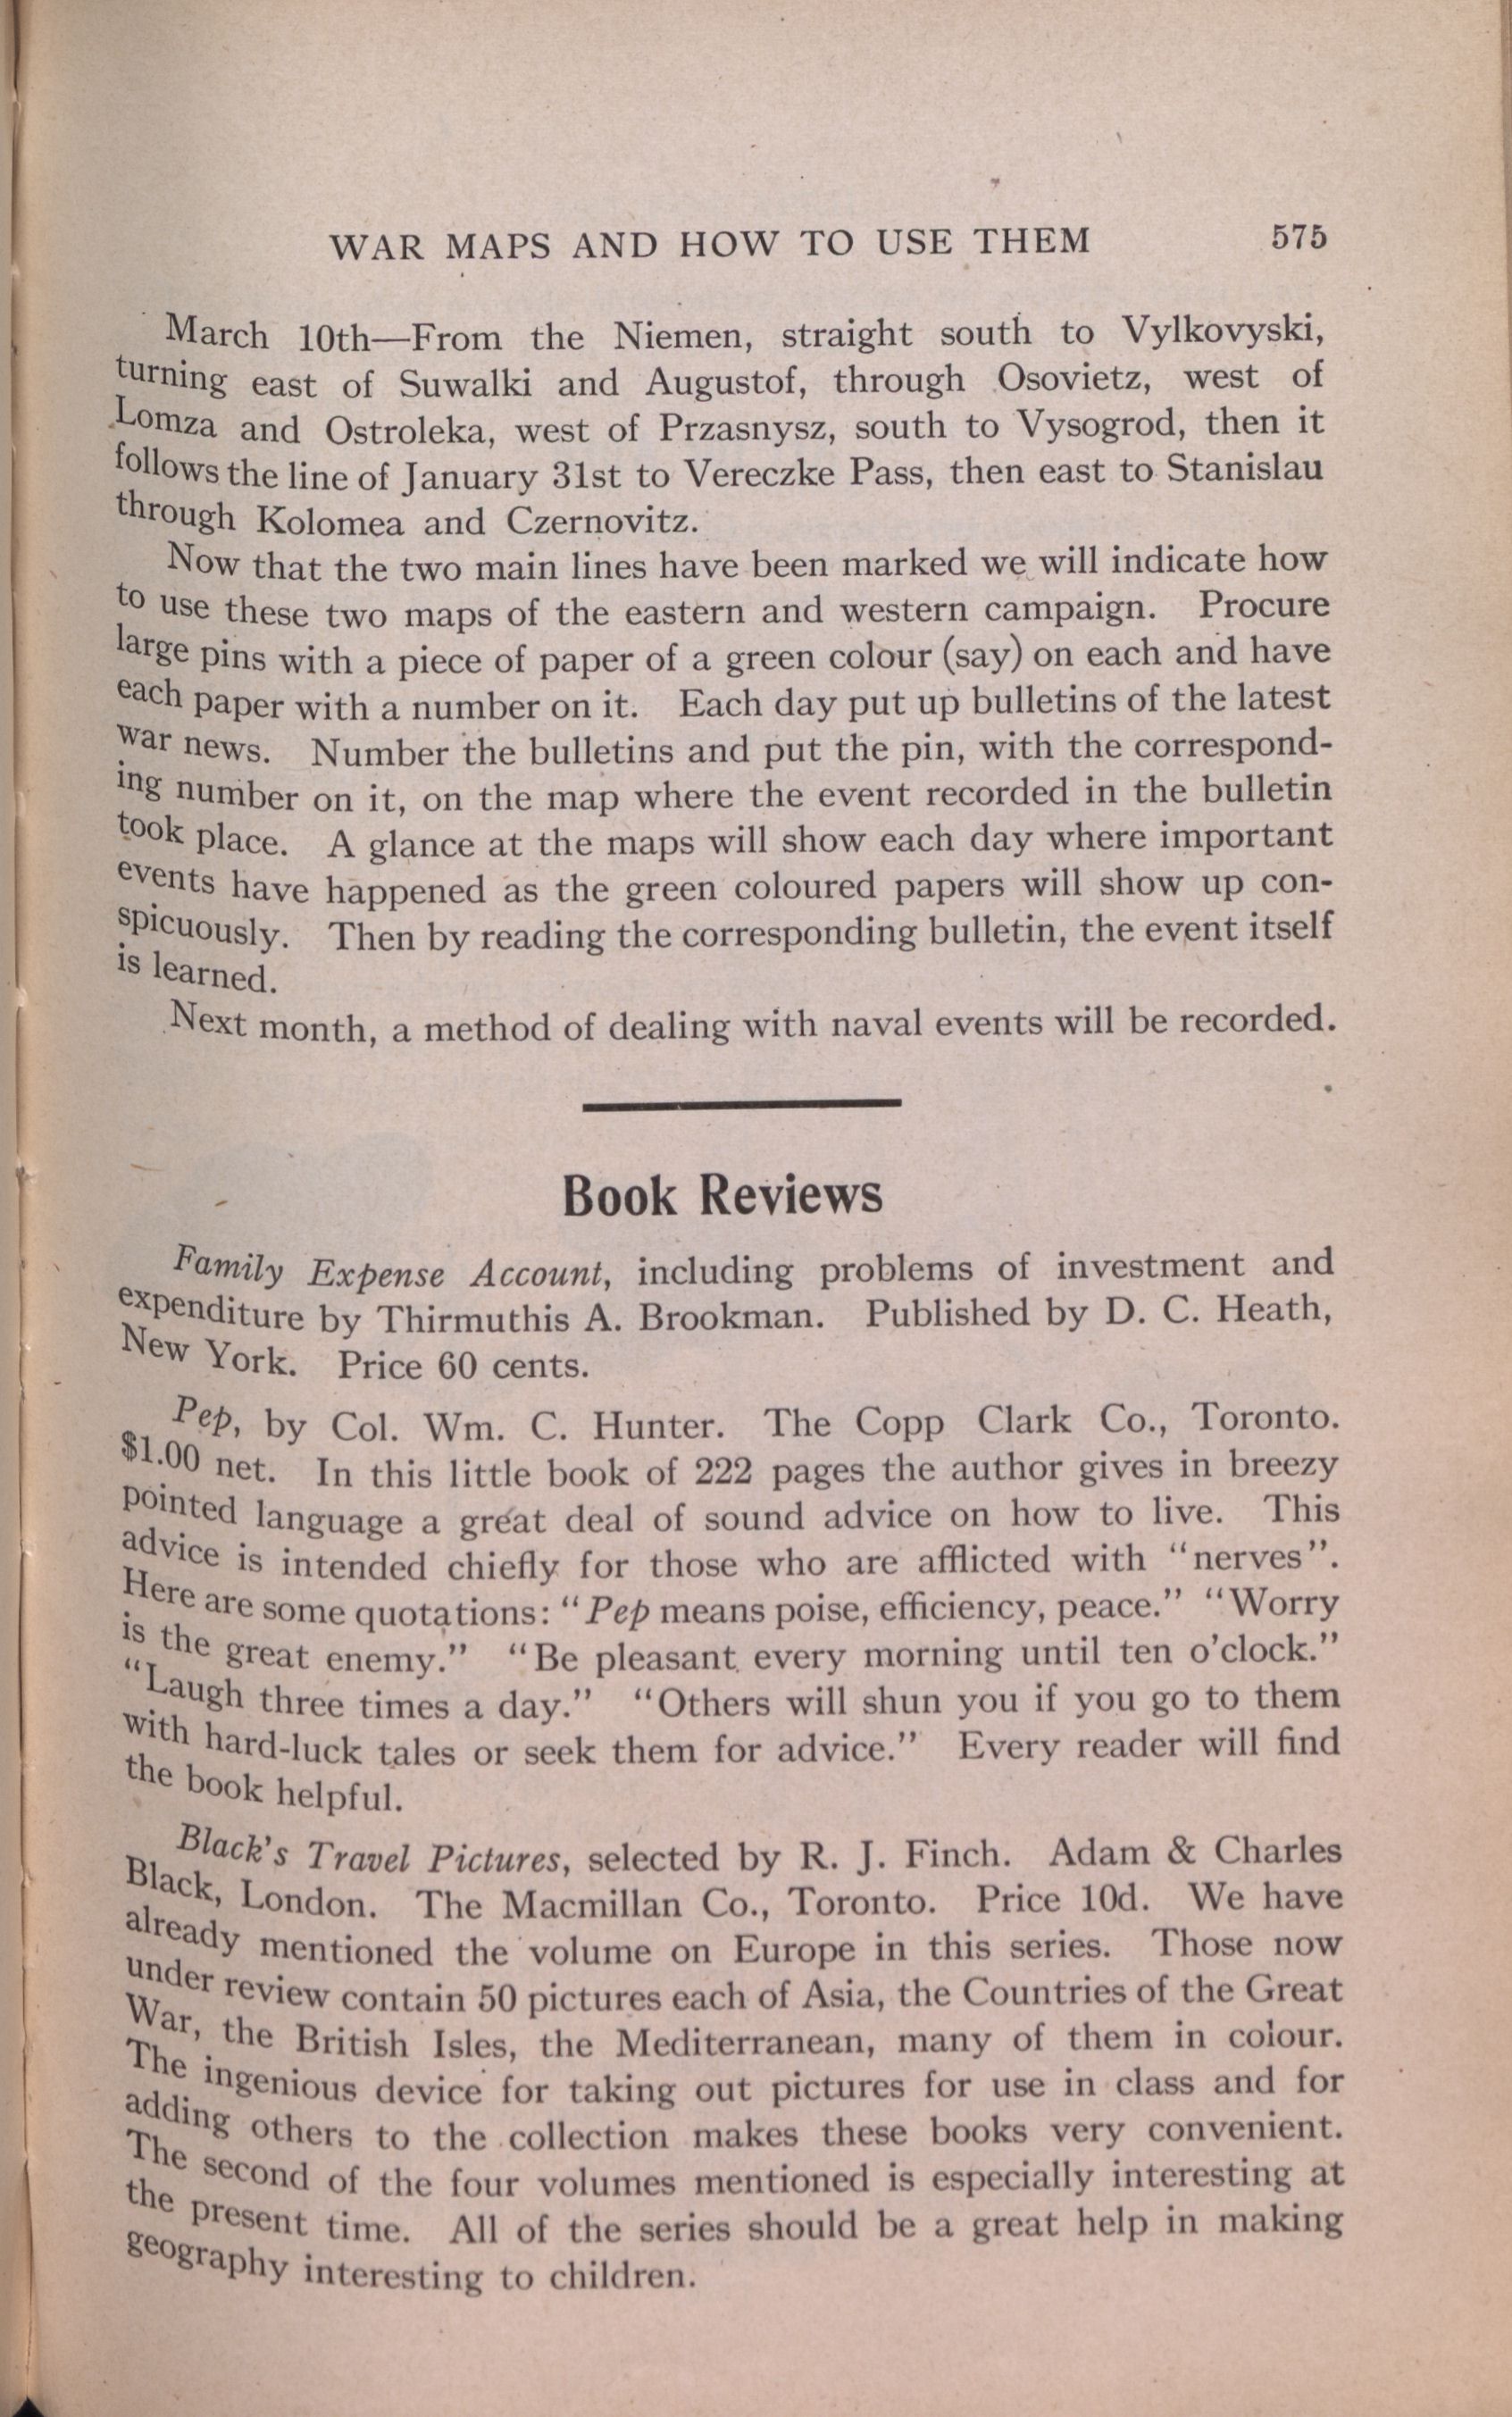 WAR MAPS AND HOW TO USE THEM 575
March 10th—From the Niemen, straight south to Vylkovyski,
turning east of Suwalki and Augustof, through Osovietz, west of
Lomza and Ostroleka, west of Przasnysz, south to Vysogrod, then it
follows the line of January 31st to Vereczke Pass, then east to Stanislau
through Kolomea and Czernovitz.
Now that the two main lines have been marked we will indicate how
to use these two maps of the eastern and western campaign. Procure
large pins with a piece of paper of a green colour (say) on each and have
each paper with a number on it. Each day put up bulletins of the latest
war news. Number the bulletins and put the pin, with the correspond-
ing number on it, on the map where the event recorded in the bulletin
took place. A glance at the maps will show each day where important
events have happened as the green coloured papers will show up con-
spicuously. Then by reading the corresponding bulletin, the event itself
is learned.
Next month, a method of dealing with naval events will be recorded.
Book Reviews
Family Expense Account, including problems of investment and
expenditure by Thirmuthis A. Brookman. Published by D. C. Heath,
New York. Price 60 cents.
Pep, by Col. Wm. C. Hunter. The Copp Clark Co., Toronto.
$1.00 net. In this little book of 222 pages the author gives in breezy
pointed language a great deal of sound advice on how to live. This
advice is intended chiefly for those who are afflicted with "nerves".
Here are some quotations: "Pep means poise, efficiency, peace." "Worry
is the great enemy." "Be pleasant every morning until ten o'clock."
"Laugh three times a day." "Others will shun you if you go to them
with hard-luck tales or seek them for advice." Every reader will find
the book helpful.
Black's Travel Pictures, selected by R. J. Finch. Adam & Charles
Black, London. The Macmillan Co., Toronto. Price 10d. We have
already mentioned the volume on Europe in this series. Those now
under review contain 50 pictures each of Asia, the Countries of the Great
War, the British Isles, the Mediterranean, many of them in colour.
The ingenious device for taking out pictures for use in class and for
adding others to the collection makes these books very convenient.
The second of the four volumes mentioned is especially interesting at
the present time. All of the series should be a great help in making
geography interesting to children.